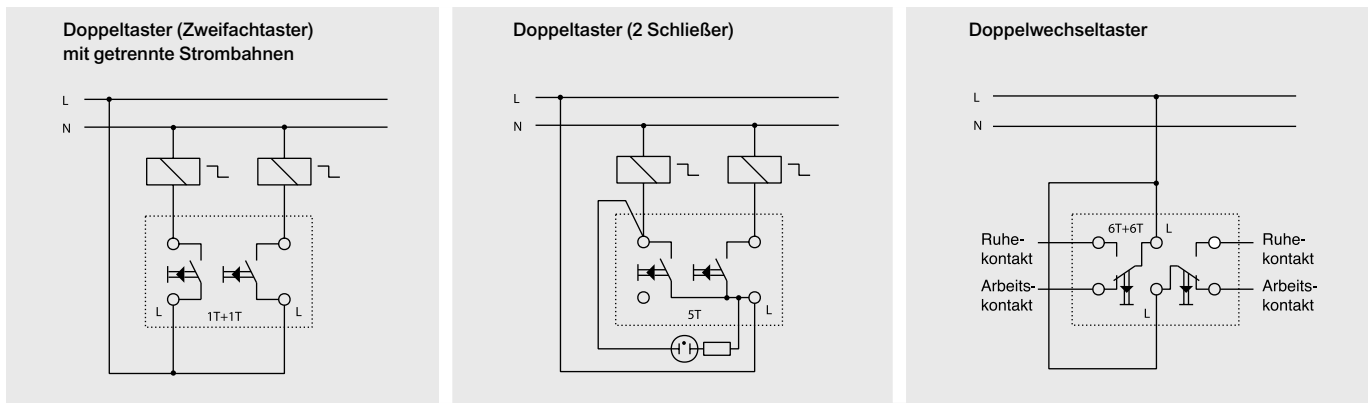 Doppeltaster (Zweifachtaster)
mit getrennte Strombahnen
L
N
L
1T+1T
L
Doppeltaster (2 Schließer)
L
N
5T
L
Doppelwechseltaster
L
N
6T+6T
L
Ruhe-
kontakt
Ruhe-
kontakt
Arbeits-
kontakt
Arbeits-
kontakt
L